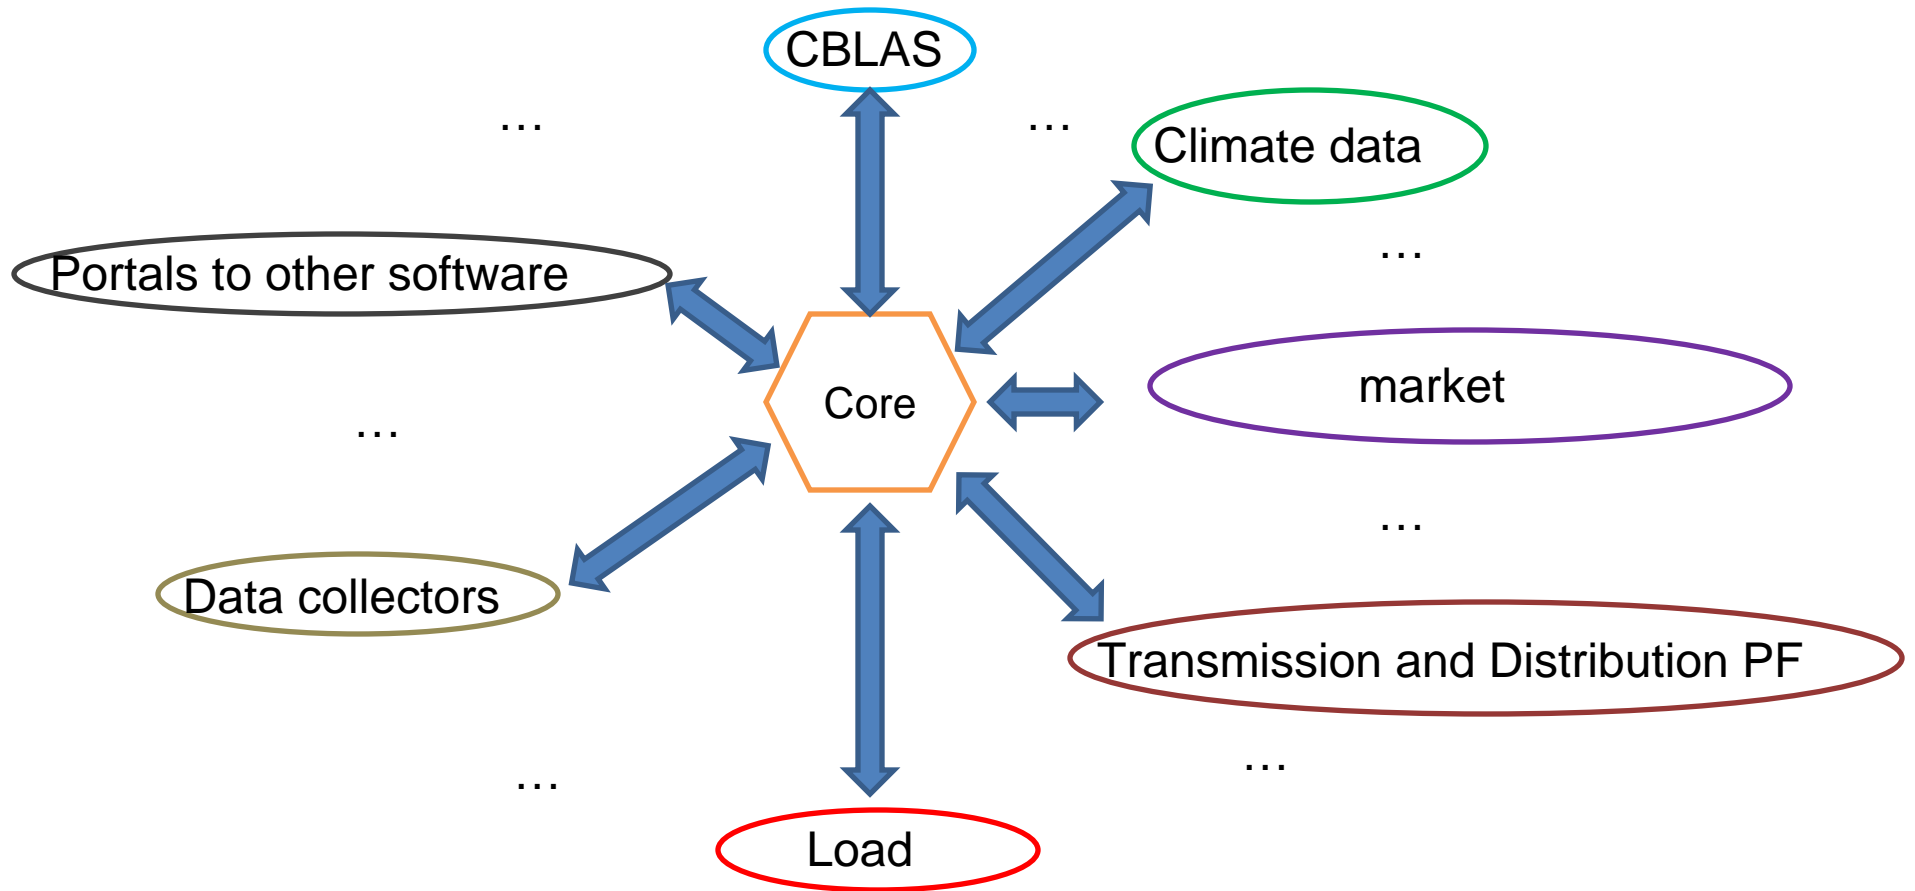 CBLAS
…
…
Climate data
…
Portals to other software
market
Core
…
…
Data collectors
Transmission and Distribution PF
…
…
Load